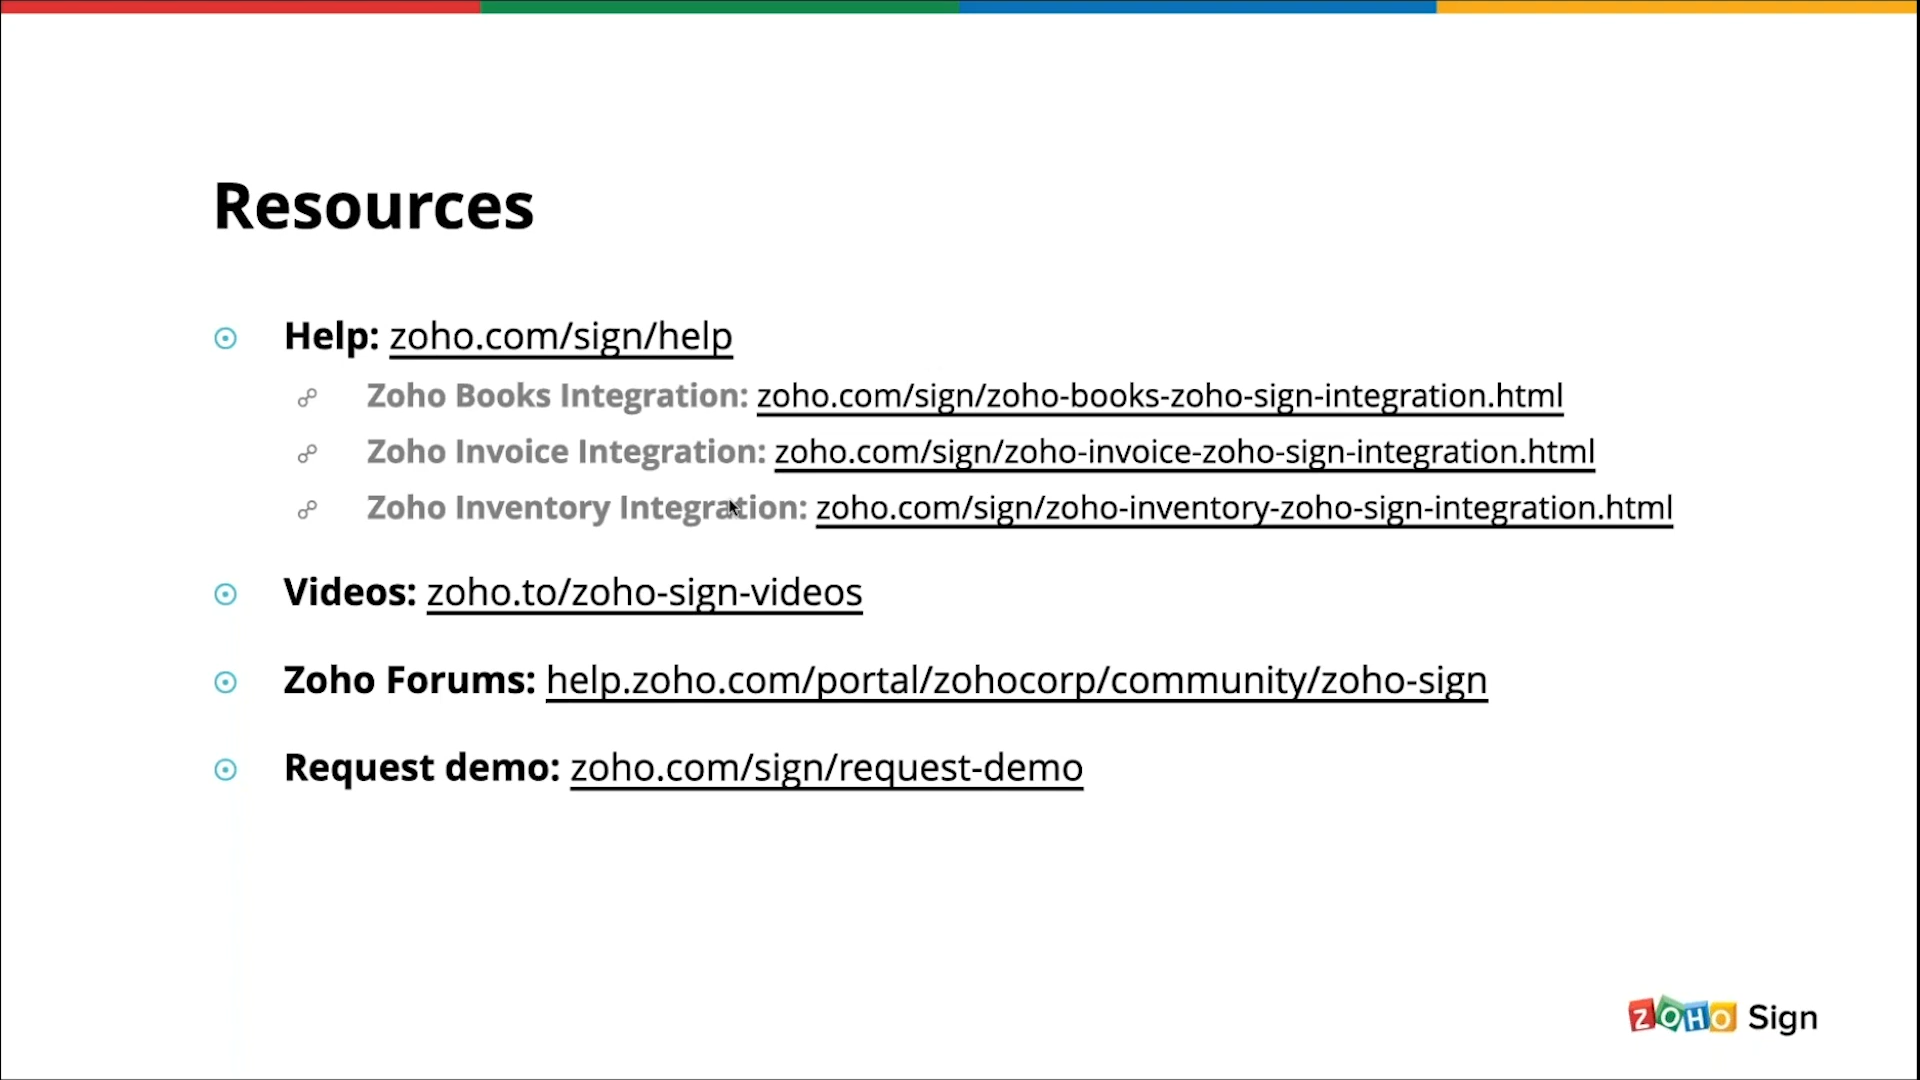 Resources
Help: zoho.com/sign/help
Zoho Books Integration: zoho.com/sign/zoho-books-zoho-sign-integration.html
Zoho Invoice Integration: zoho.com/sign/zoho-invoice-zoho-sign-integration.html
Zoho Inventory Integration: zoho.com/sign/zoho-inventory-zoho-sign-integration.html
Videos: zoho.to/zoho-sign-videos
Zoho Forums: help.zoho.com/portal/zohocorp/community/zoho-sign
Request demo: zoho.com/sign/request-demo
ZOHO Sign